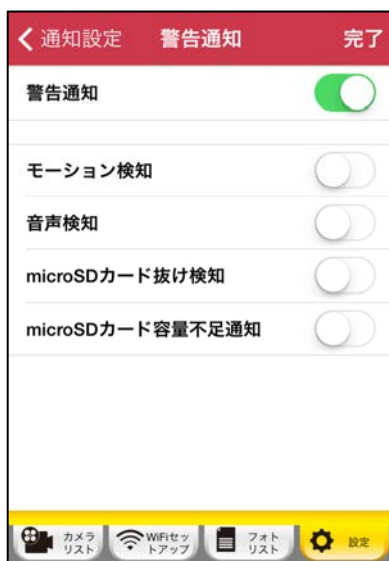 通知設定 警告通知 完了
警告通知
モーション検知
音声検知
microSDカード抜け検知
microSDカード容量不足通知
カメラ
リスト
WiFiセッ
トアップ
フォト
リスト
設定